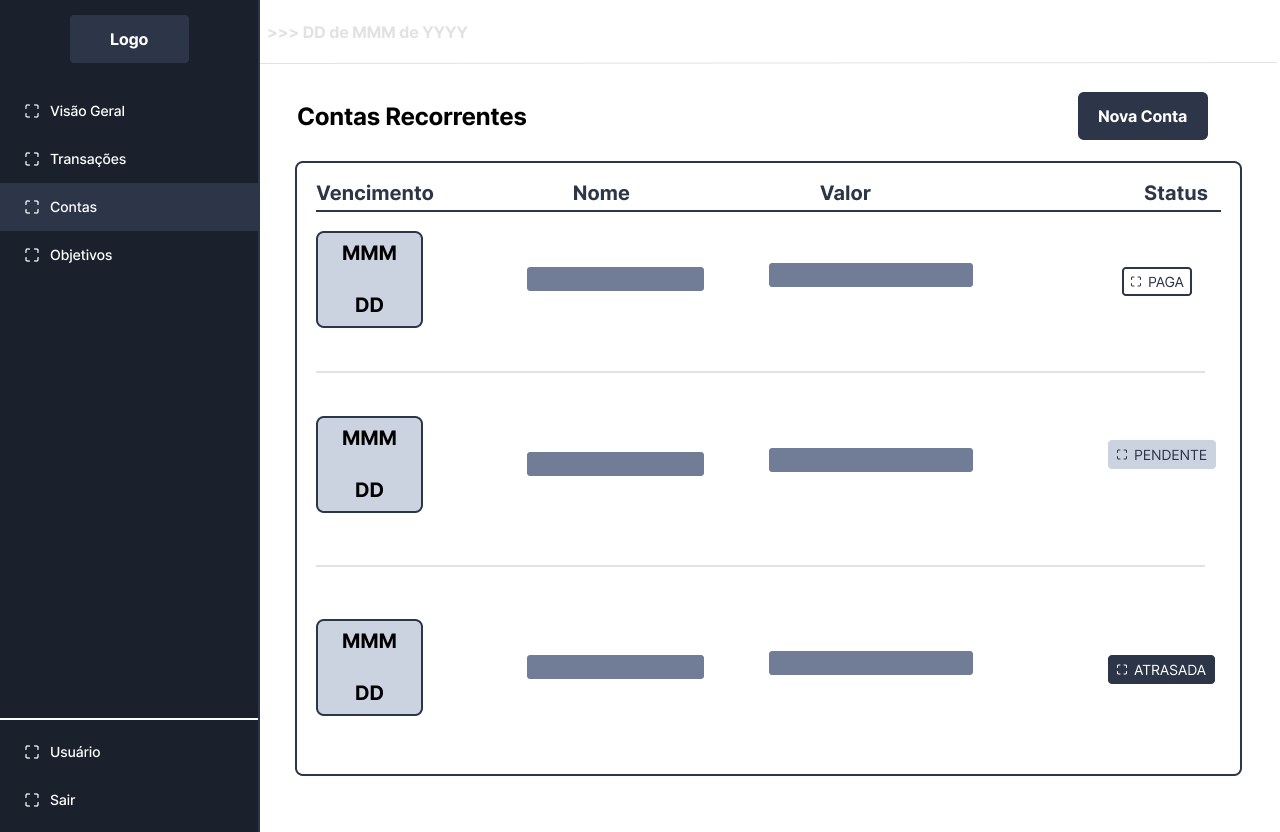 Logo
Visão Geral
Transações
Contas
Objetivos
Usuário
Sair
>>> DD de MMM de YYYY
Contas Recorrentes
Nova Conta
Vencimento Nome Valor Status
MMM
DD
PAGA
MMM
DD
PENDENTE
MMM
DD
ATRASADA